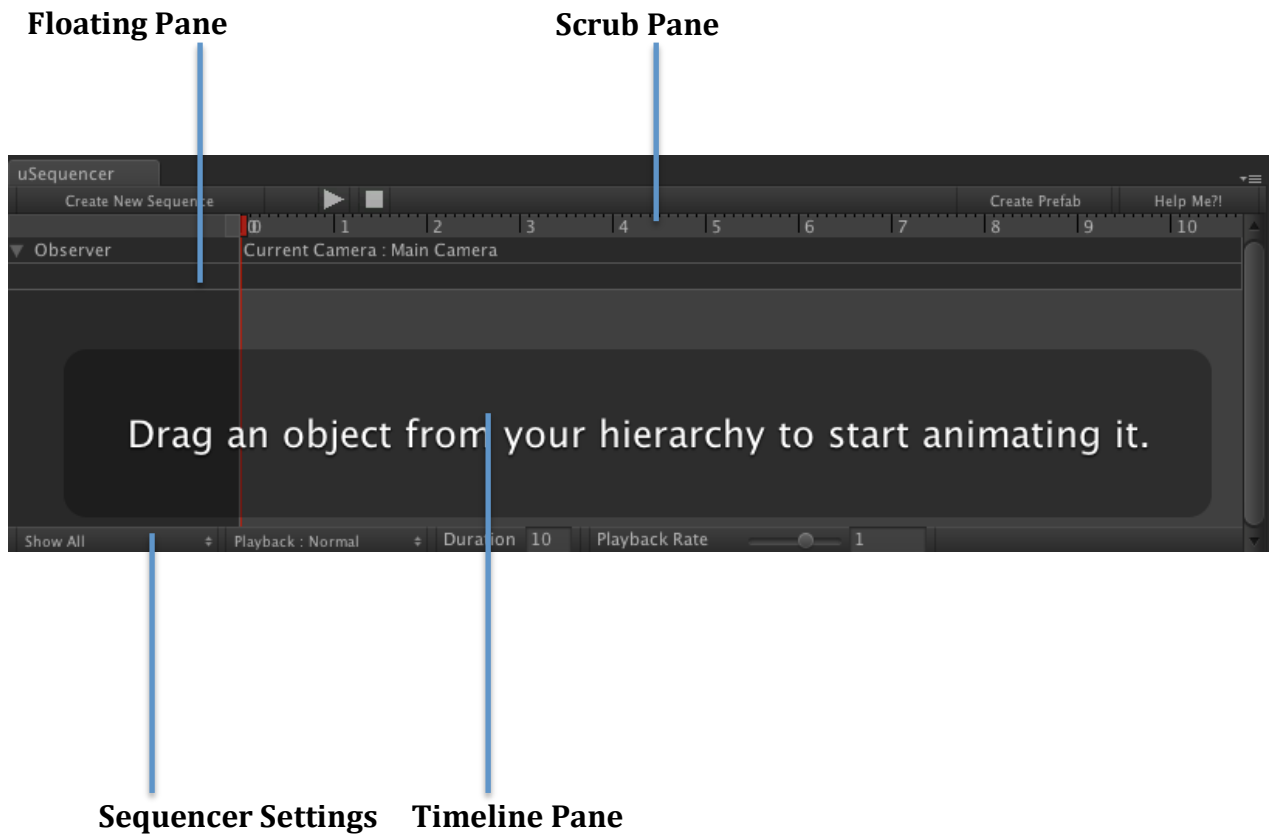 Floating Pane
Scrub Pane
uSequencer
Create New Sequence
Create Prefab
Help Me?!
0 1 2 3 4 5 6 7 8 9 10
Observer
Current Camera : Main Camera
Drag an object from your hierarchy to start animating it.
Show All
Playback : Normal
Duration 10
Playback Rate
1
Sequencer Settings
Timeline Pane